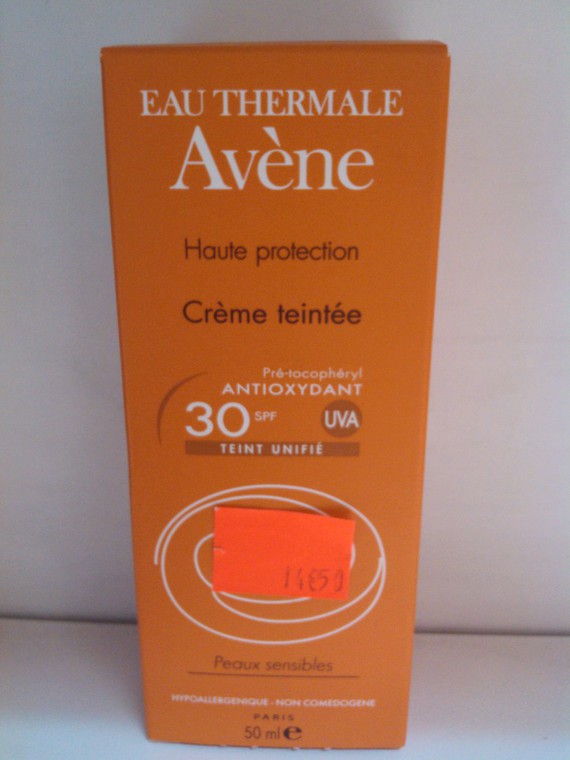 EAU THERMALE
Avène
Haute protection
Crème teintée
Pré-tocophéryl
ANTIOXYDANT
30 SPF UVA
TEINT UNIFIÉ
14€50
Peaux sensibles
HYPOALLERGENIQUE - NON COMEDOGENE
PARIS
50 ml e